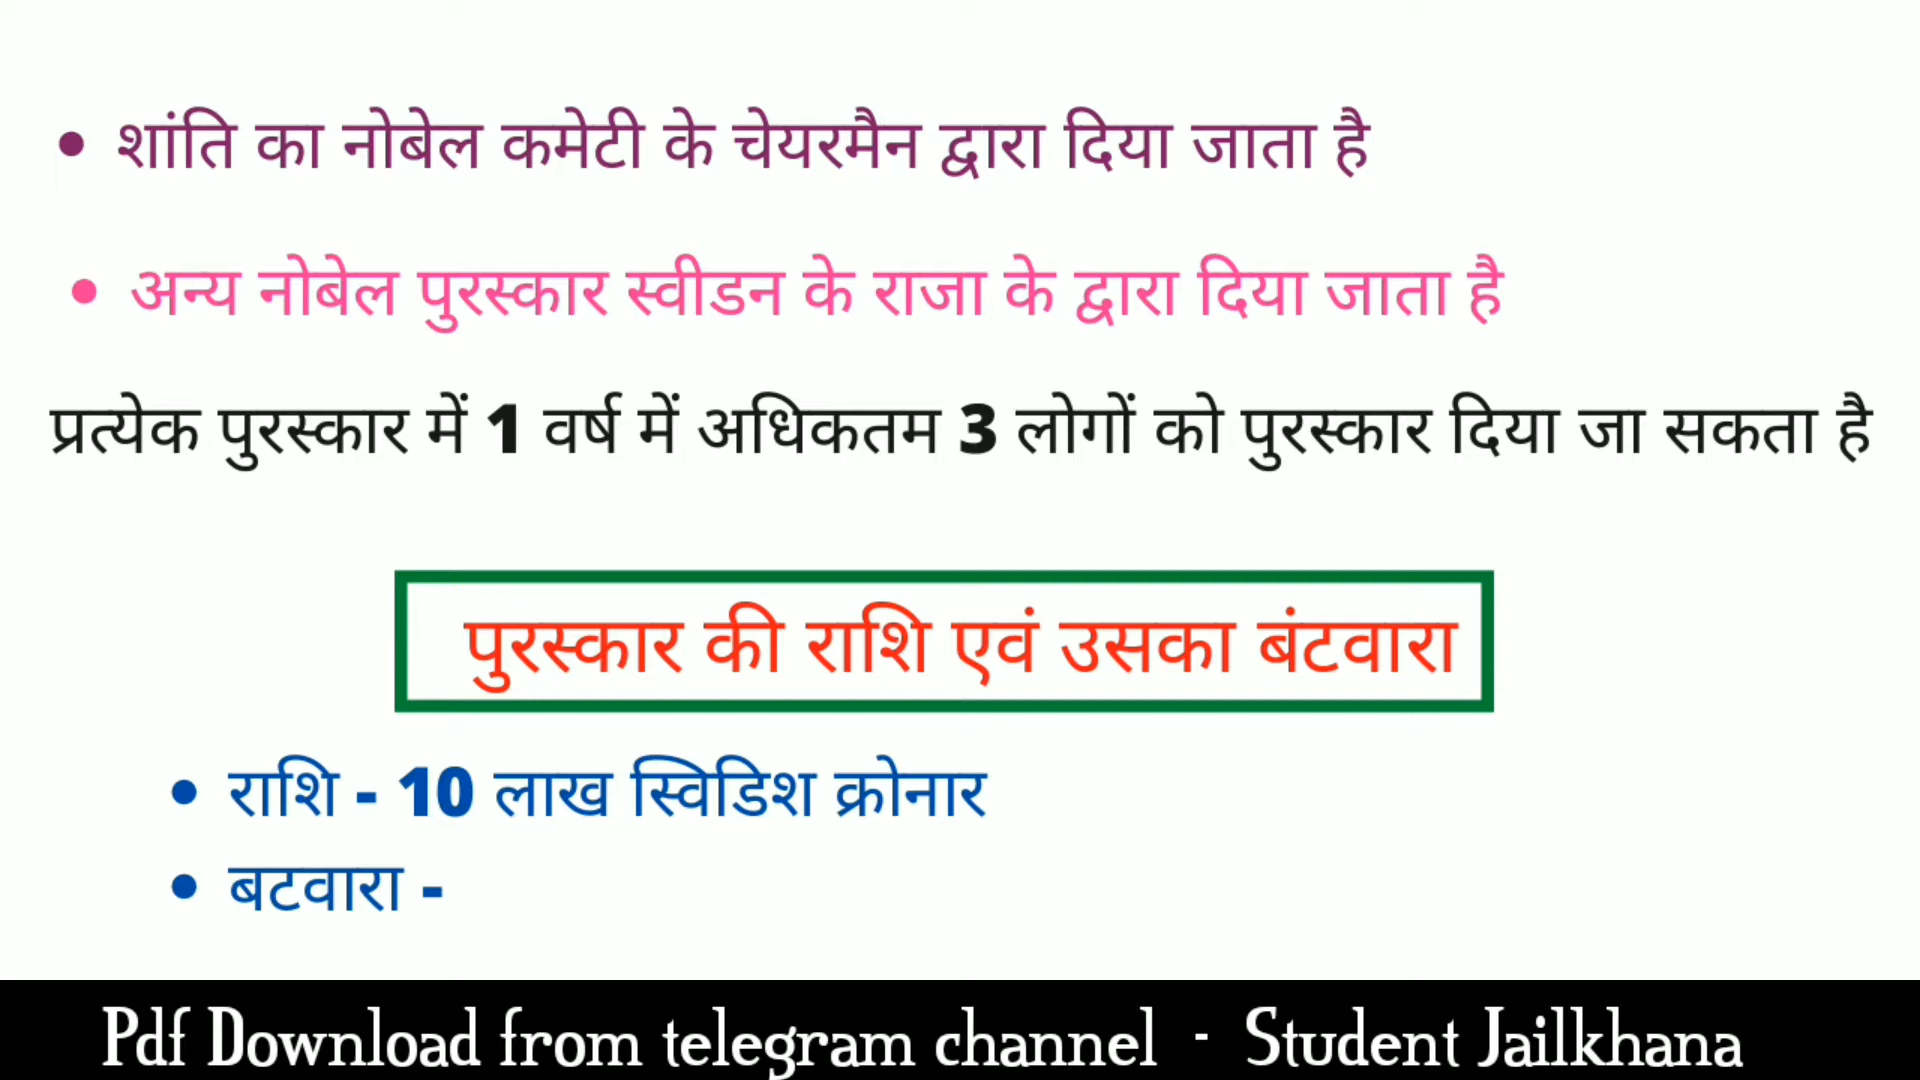 • शांति का नोबेल कमेटी के चेयरमैन द्वारा दिया जाता है
• अन्य नोबेल पुरस्कार स्वीडन के राजा के द्वारा दिया जाता है
प्रत्येक पुरस्कार में 1 वर्ष में अधिकतम 3 लोगों को पुरस्कार दिया जा सकता है
पुरस्कार की राशि एवं उसका बंटवारा
• राशि - 10 लाख स्विडिश क्रोनार
• बटवारा -
Pdf Download from telegram channel - Student Jailkhana